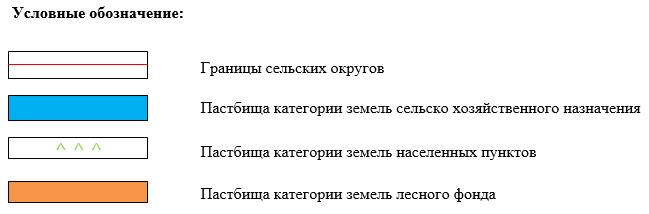 Условные обозначение:
Границы сельских округов
Пастбища категории земель сельско хозяйственного назначения
Пастбища категории земель населенных пунктов
Пастбища категории земель лесного фонда